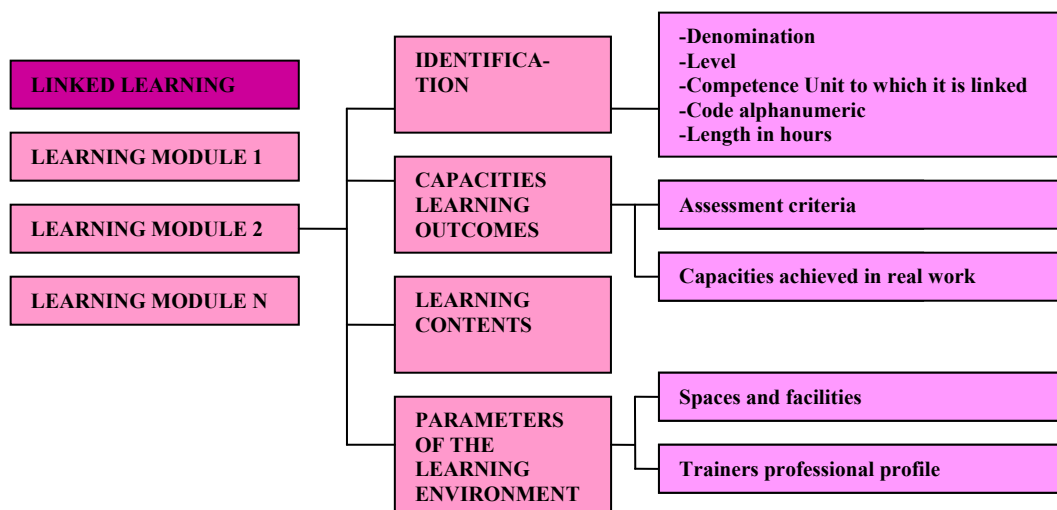 LINKED LEARNING
LEARNING MODULE 1
LEARNING MODULE 2
LEARNING MODULE N
IDENTIFICA-
TION
CAPACITIES
LEARNING
OUTCOMES
LEARNING
CONTENTS
PARAMETERS
OF THE
LEARNING
ENVIRONMENT
-Denomination
-Level
-Competence Unit to which it is linked
-Code alphanumeric
-Length in hours
Assessment criteria
Capacities achieved in real work
Spaces and facilities
Trainers professional profile